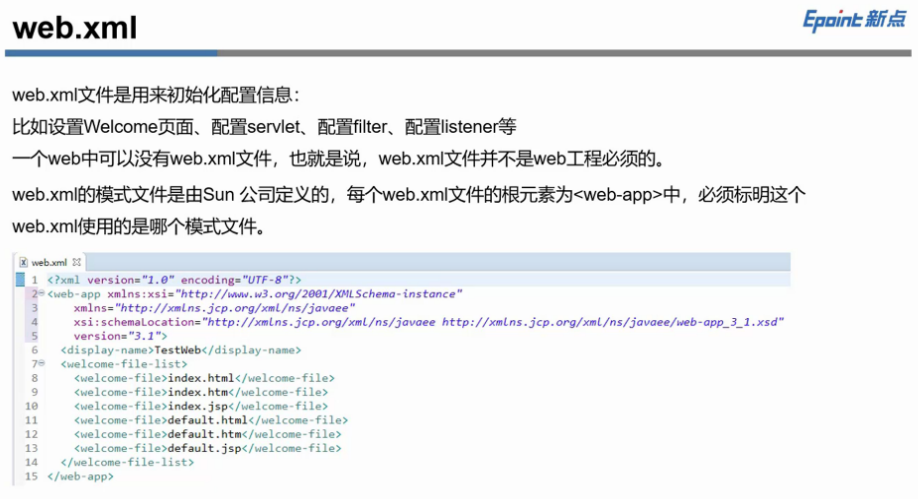 web.xml
Epoint 新点
web.xml文件是用来初始化配置信息：
比如设置Welcome页面、配置servlet、配置filter、配置listener等
一个web中可以没有web.xml文件，也就是说，web.xml文件并不是web工程必须的。
web.xml的模式文件是由Sun 公司定义的，每个web.xml文件的根元素为<web-app>中，必须标明这个
web.xml使用的是哪个模式文件。
web.xml
1 <?xml version="1.0" encoding="UTF-8"?>
2 <web-app xmlns:xsi="http://www.w3.org/2001/XMLSchema-instance"
3 xmlns="http://xmlns.jcp.org/xml/ns/javaee"
4 xsi:schemaLocation="http://xmlns.jcp.org/xml/ns/javaee http://xmlns.jcp.org/xml/ns/javaee/web-app_3_1.xsd"
5 version="3.1">
6 <display-name>TestWeb</display-name>
7 <welcome-file-list>
8 <welcome-file>index.html</welcome-file>
9 <welcome-file>index.htm</welcome-file>
10 <welcome-file>index.jsp</welcome-file>
11 <welcome-file>default.html</welcome-file>
12 <welcome-file>default.htm</welcome-file>
13 <welcome-file>default.jsp</welcome-file>
14 </welcome-file-list>
15 </web-app>